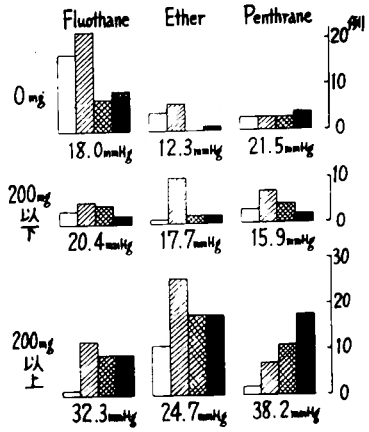 Fluothane Ether Penthrane
20 例
10
0
0mg
18.0mmHg 12.3mmHg 21.5mmHg
10
0
200mg
以下
20.4mmHg 17.7mmHg 15.9mmHg
30
20
10
0
200mg
以上
32.3mmHg 24.7mmHg 38.2mmHg